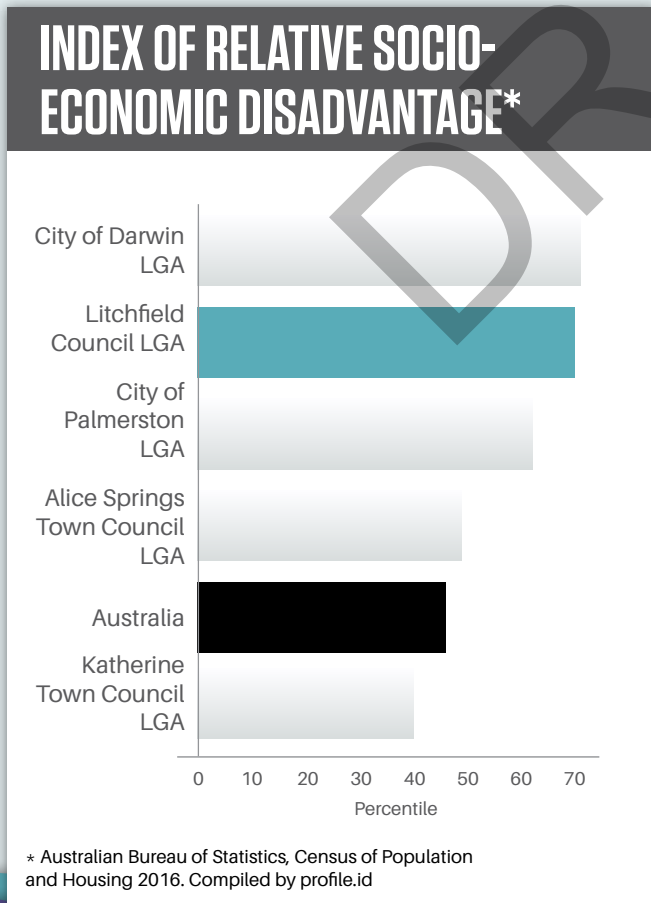 INDEX OF RELATIVE SOCIO-
ECONOMIC DISADVANTAGE*
City of Darwin
LGA
Litchfield
Council LGA
City of
Palmerston
LGA
Alice Springs
Town Council
LGA
Australia
Katherine
Town Council
LGA
0 10 20 30 40 50 60 70
Percentile
* Australian Bureau of Statistics, Census of Population
and Housing 2016. Compiled by profile.id
DR